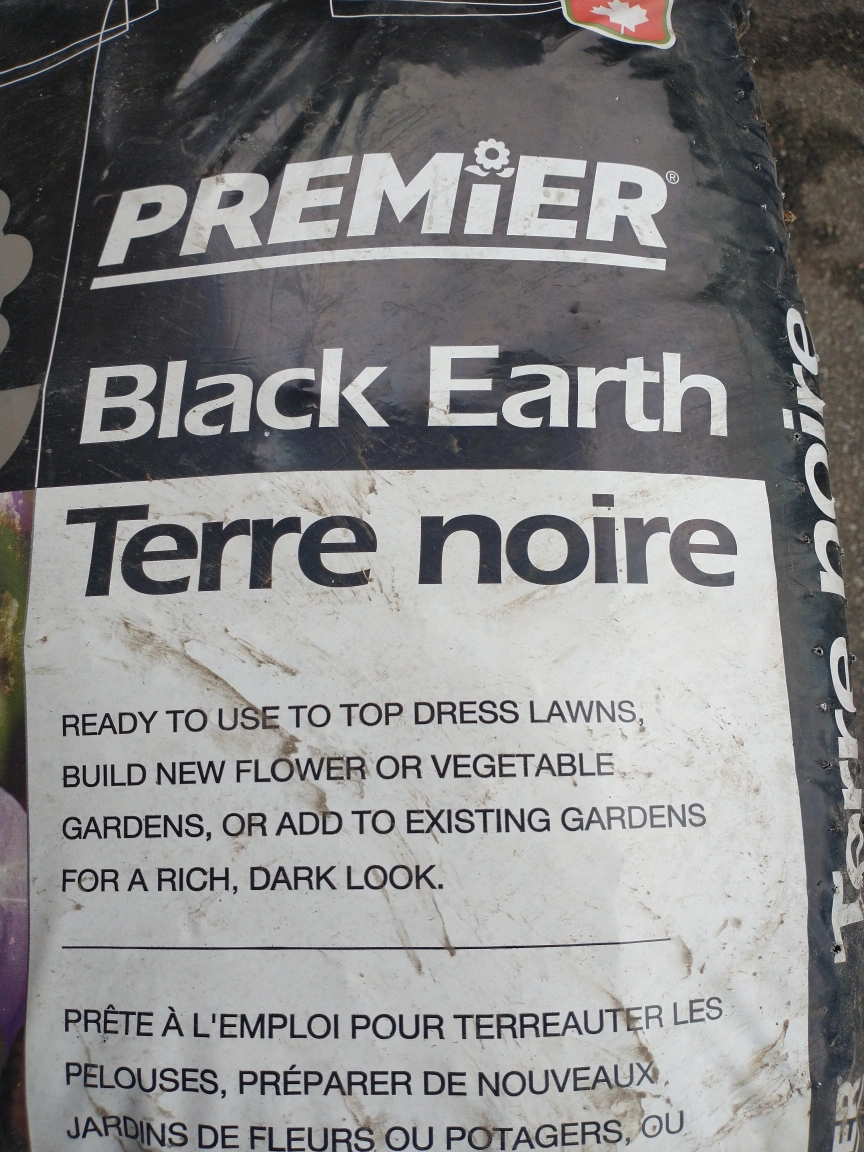 PREMiER®
Black Earth
Terre noire
READY TO USE TO TOP DRESS LAWNS,
BUILD NEW FLOWER OR VEGETABLE
GARDENS, OR ADD TO EXISTING GARDENS
FOR A RICH, DARK LOOK.
PRÊTE À L'EMPLOI POUR TERREAUTER LES
PELOUSES, PRÉPARER DE NOUVEAUX
JARDINS DE FLEURS OU POTAGERS, OU
Terre noire